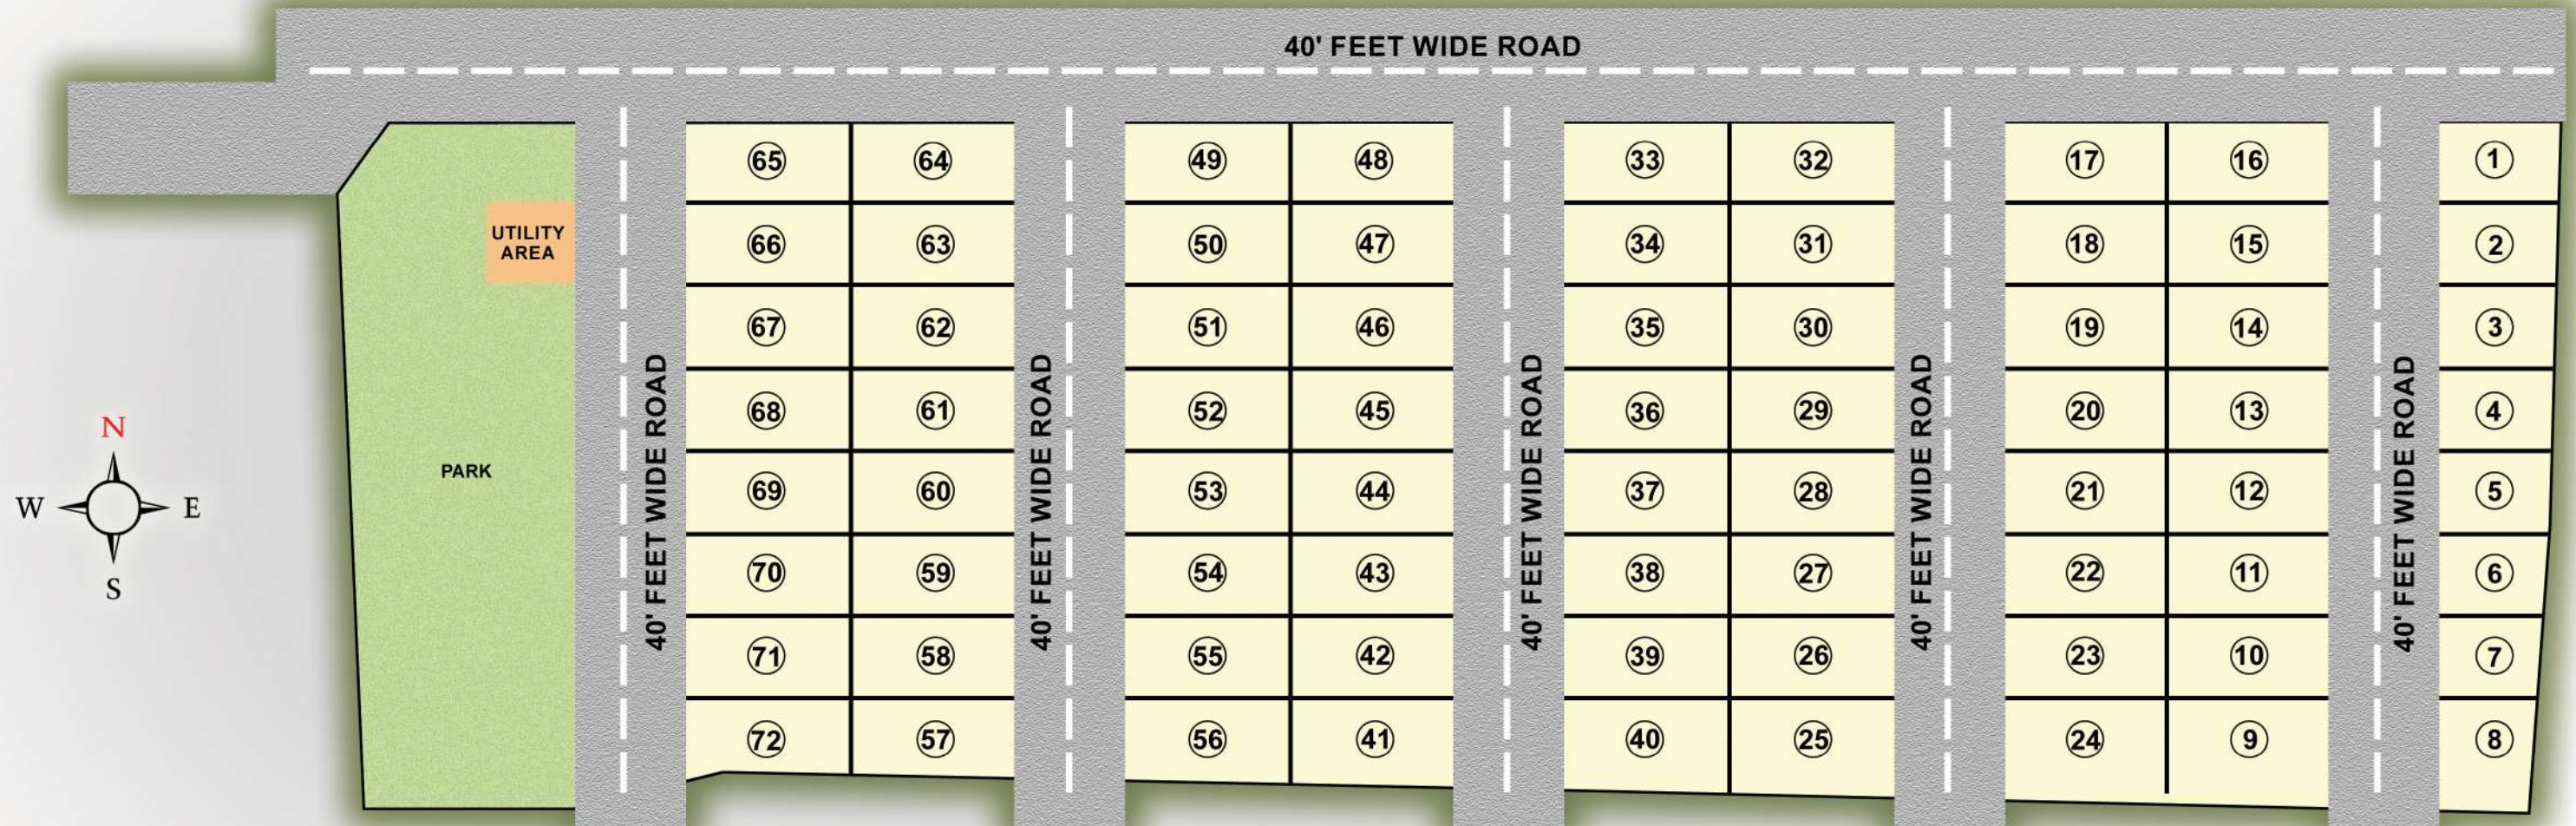 40' FEET WIDE ROAD
65 64 49 48 33 32 17 16 1
UTILITY
AREA
66 63 50 47 34 31 18 15 2
67 62 51 46 35 30 19 14 3
68 61 52 45 36 29 20 13 4
N
W E
S
PARK
69 60 53 44 37 28 21 12 5
70 59 54 43 38 27 22 11 6
71 58 55 42 39 26 23 10 7
72 57 56 41 40 25 24 9 8
40' FEET WIDE ROAD
40' FEET WIDE ROAD
40' FEET WIDE ROAD
40' FEET WIDE ROAD
40' FEET WIDE ROAD